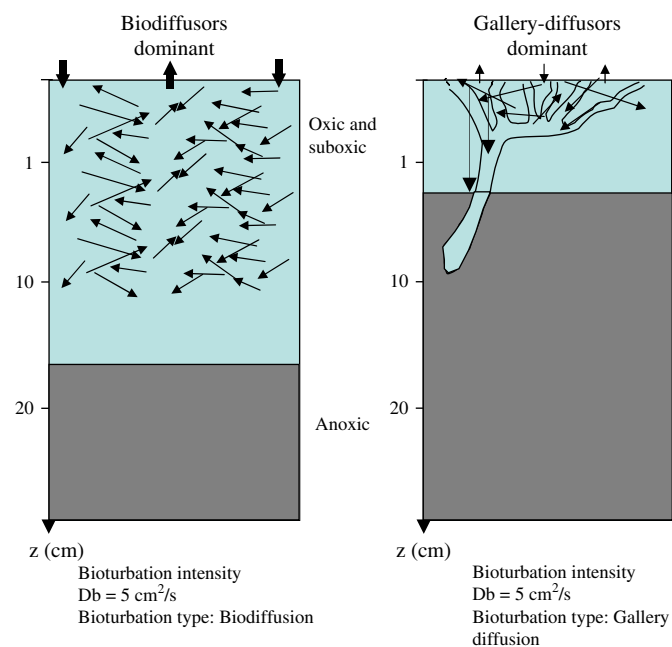 Biodiffusors
dominant
Gallery-diffusors
dominant
Oxic and
suboxic
1
10
20
Anoxic
z (cm)
1
10
20
z (cm)
Bioturbation intensity
Db = 5 cm²/s
Bioturbation type: Biodiffusion
Bioturbation intensity
Db = 5 cm²/s
Bioturbation type: Gallery
diffusion